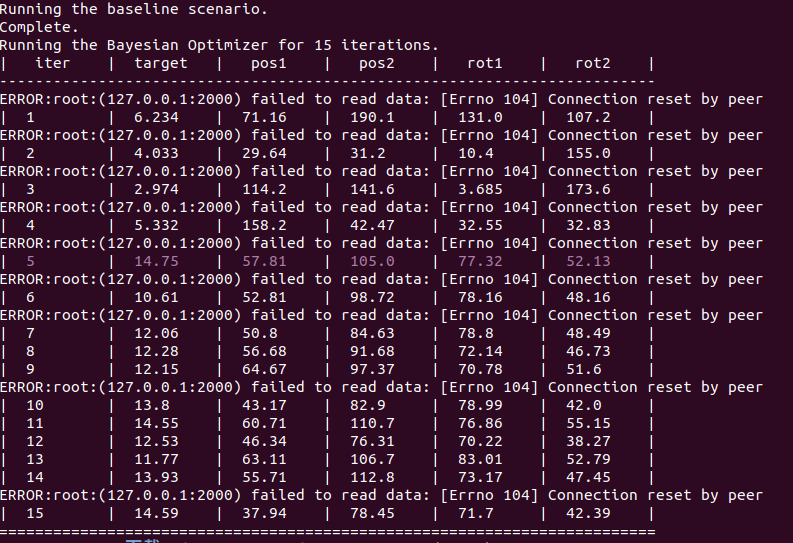 Running the baseline scenario.
Complete.
Running the Bayesian Optimizer for 15 iterations.
|   iter    |  target   |   pos1    |   pos2    |   rot1    |   rot2    |
-------------------------------------------------------------------------
ERROR:root:(127.0.0.1:2000) failed to read data: [Errno 104] Connection reset by peer
|  1        |  6.234    |  71.16    |  190.1    |  131.0    |  107.2    |
ERROR:root:(127.0.0.1:2000) failed to read data: [Errno 104] Connection reset by peer
|  2        |  4.033    |  29.64    |  31.2     |  10.4     |  155.0    |
ERROR:root:(127.0.0.1:2000) failed to read data: [Errno 104] Connection reset by peer
|  3        |  2.974    |  114.2    |  141.6    |  3.685    |  173.6    |
ERROR:root:(127.0.0.1:2000) failed to read data: [Errno 104] Connection reset by peer
|  4        |  5.332    |  158.2    |  42.47    |  32.55    |  32.83    |
ERROR:root:(127.0.0.1:2000) failed to read data: [Errno 104] Connection reset by peer
|  5        |  14.75    |  57.81    |  105.0    |  77.32    |  52.13    |
ERROR:root:(127.0.0.1:2000) failed to read data: [Errno 104] Connection reset by peer
|  6        |  10.61    |  52.81    |  98.72    |  78.16    |  48.16    |
ERROR:root:(127.0.0.1:2000) failed to read data: [Errno 104] Connection reset by peer
|  7        |  12.06    |  50.8     |  84.63    |  78.8     |  48.49    |
|  8        |  12.28    |  56.68    |  91.68    |  72.14    |  46.73    |
|  9        |  12.15    |  64.67    |  97.37    |  70.78    |  51.6     |
ERROR:root:(127.0.0.1:2000) failed to read data: [Errno 104] Connection reset by peer
|  10       |  13.8     |  43.17    |  82.9     |  78.99    |  42.0     |
|  11       |  14.55    |  60.71    |  110.7    |  76.86    |  55.15    |
|  12       |  12.53    |  46.34    |  76.31    |  70.22    |  38.27    |
|  13       |  11.77    |  63.11    |  106.7    |  83.01    |  52.79    |
|  14       |  13.93    |  55.71    |  112.8    |  73.17    |  47.45    |
ERROR:root:(127.0.0.1:2000) failed to read data: [Errno 104] Connection reset by peer
|  15       |  14.59    |  37.94    |  78.45    |  71.7     |  42.39    |
=========================================================================